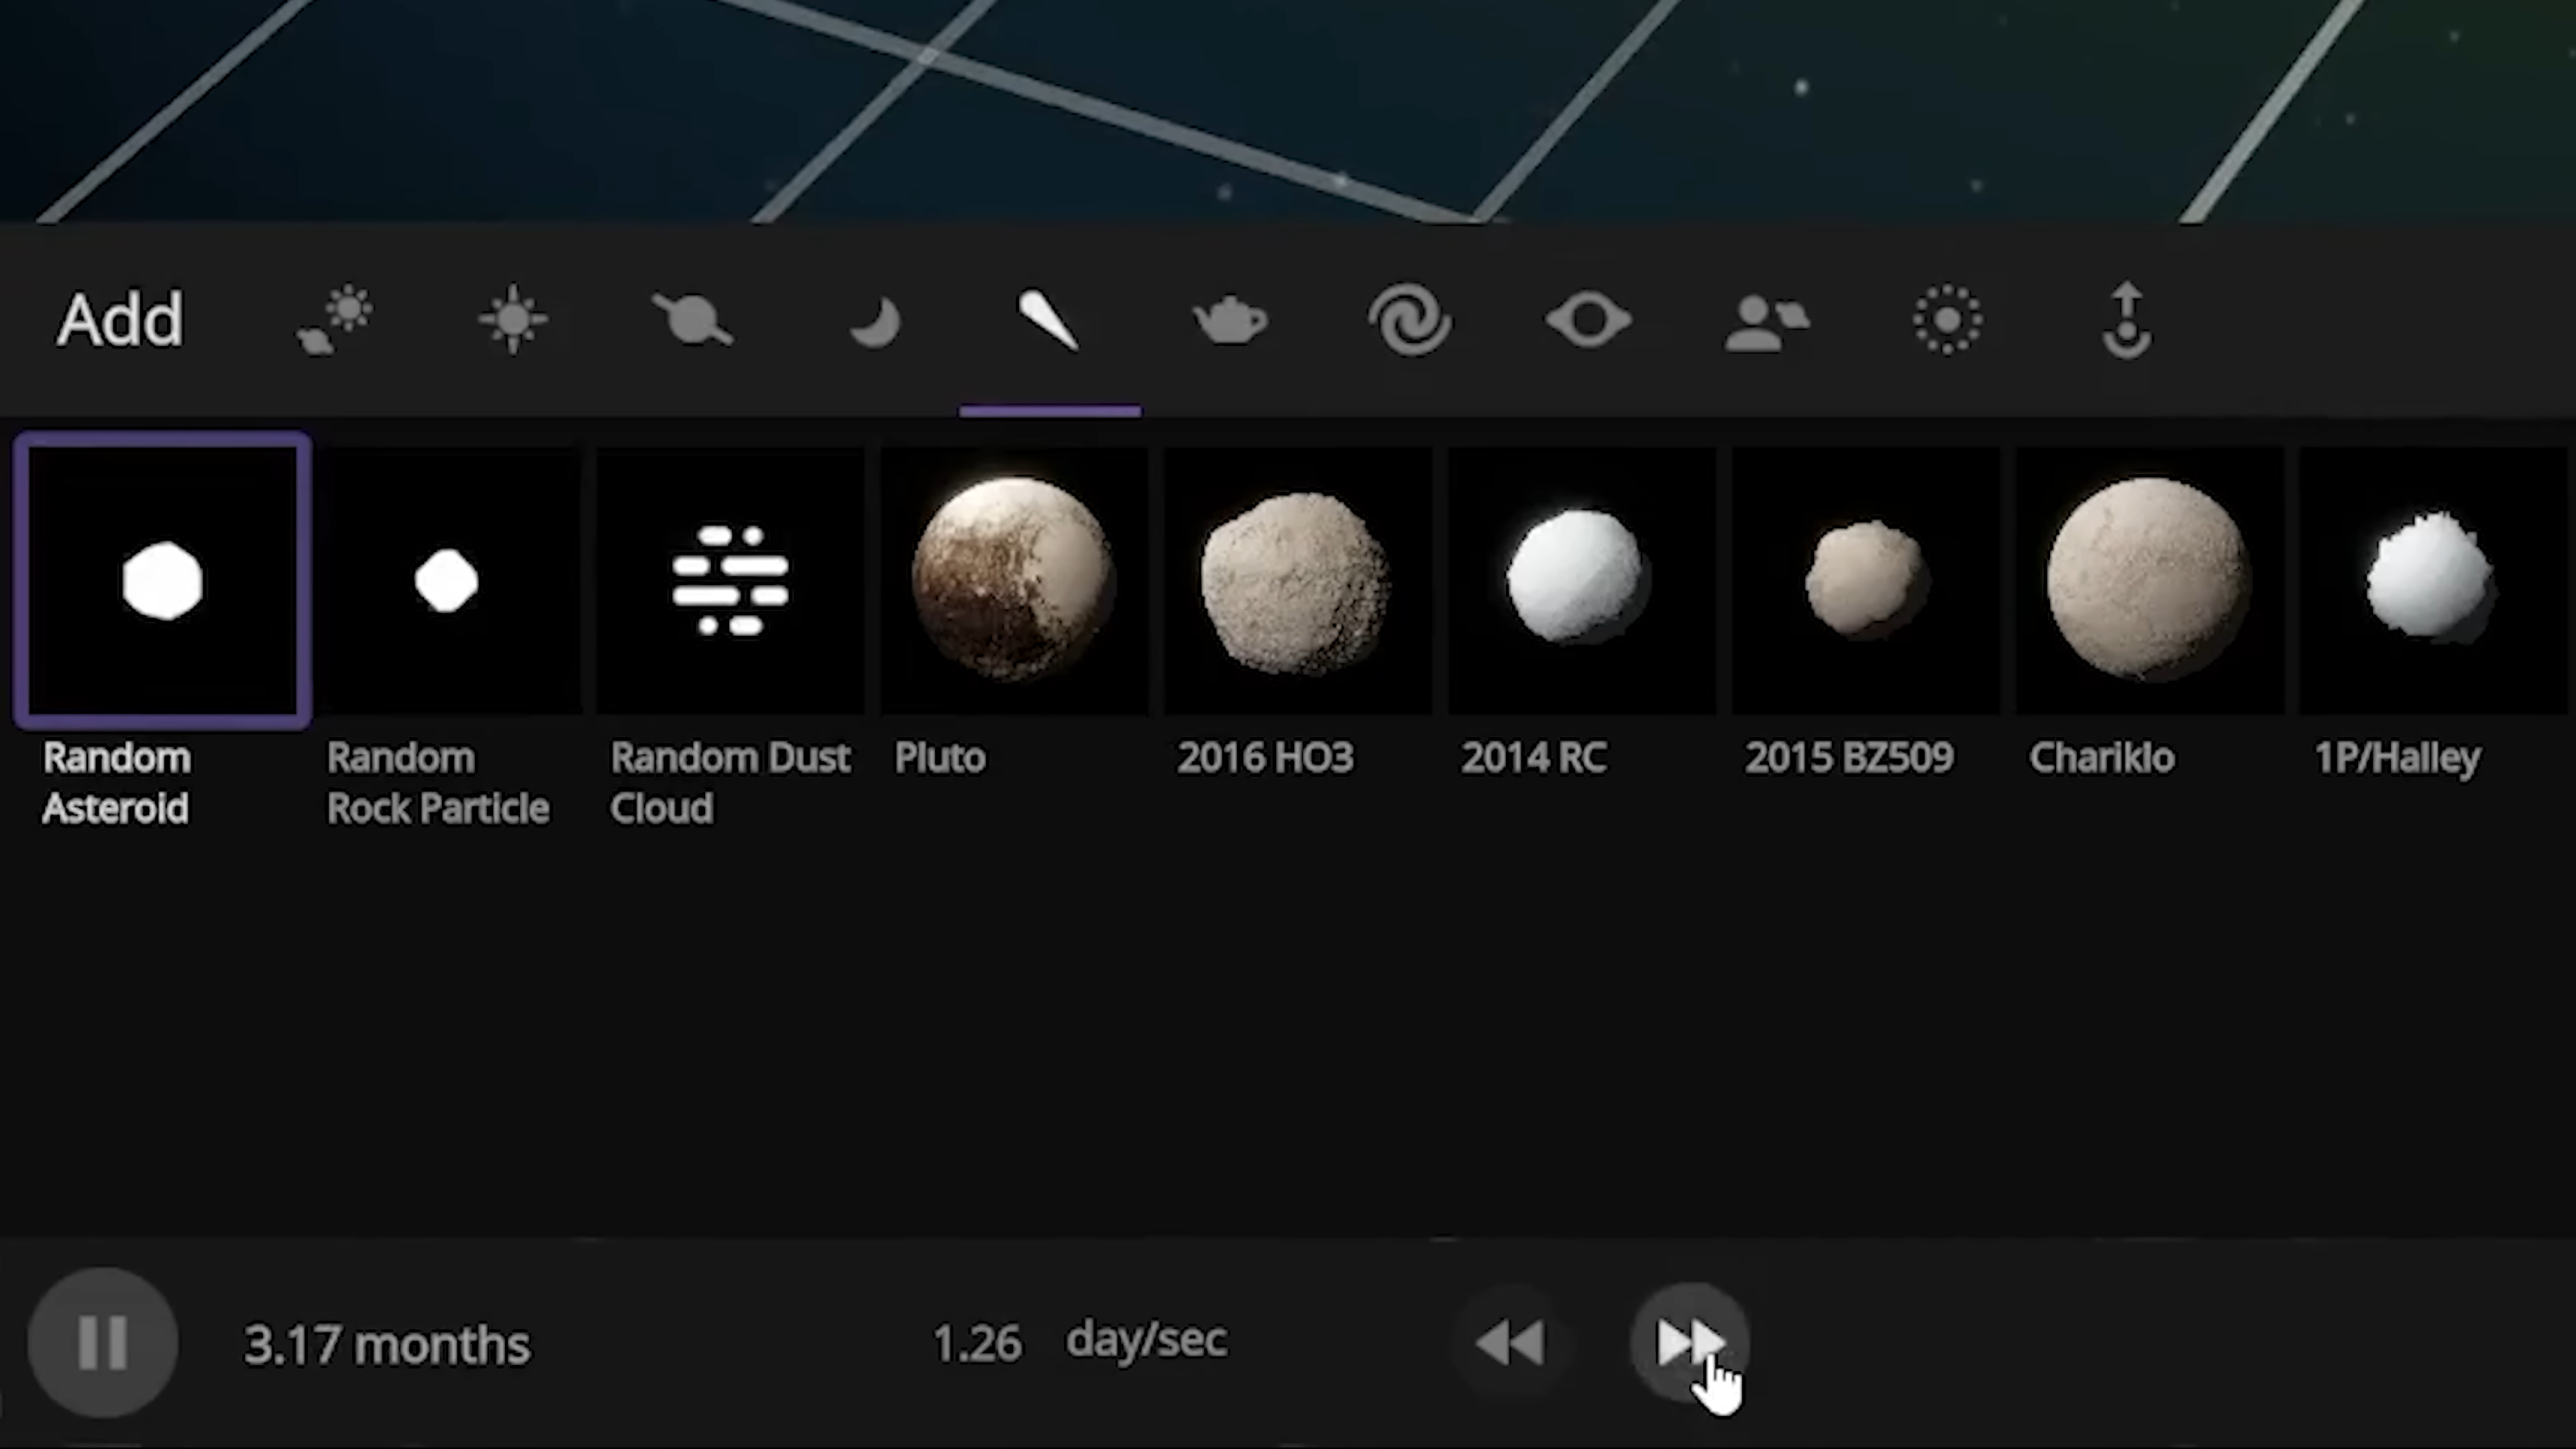 Add
Random
Asteroid
Random
Rock Particle
Random Dust
Cloud
Pluto
2016 HO3
2014 RC
2015 BZ509
Chariklo
1P/Halley
3.17 months
1.26 day/sec